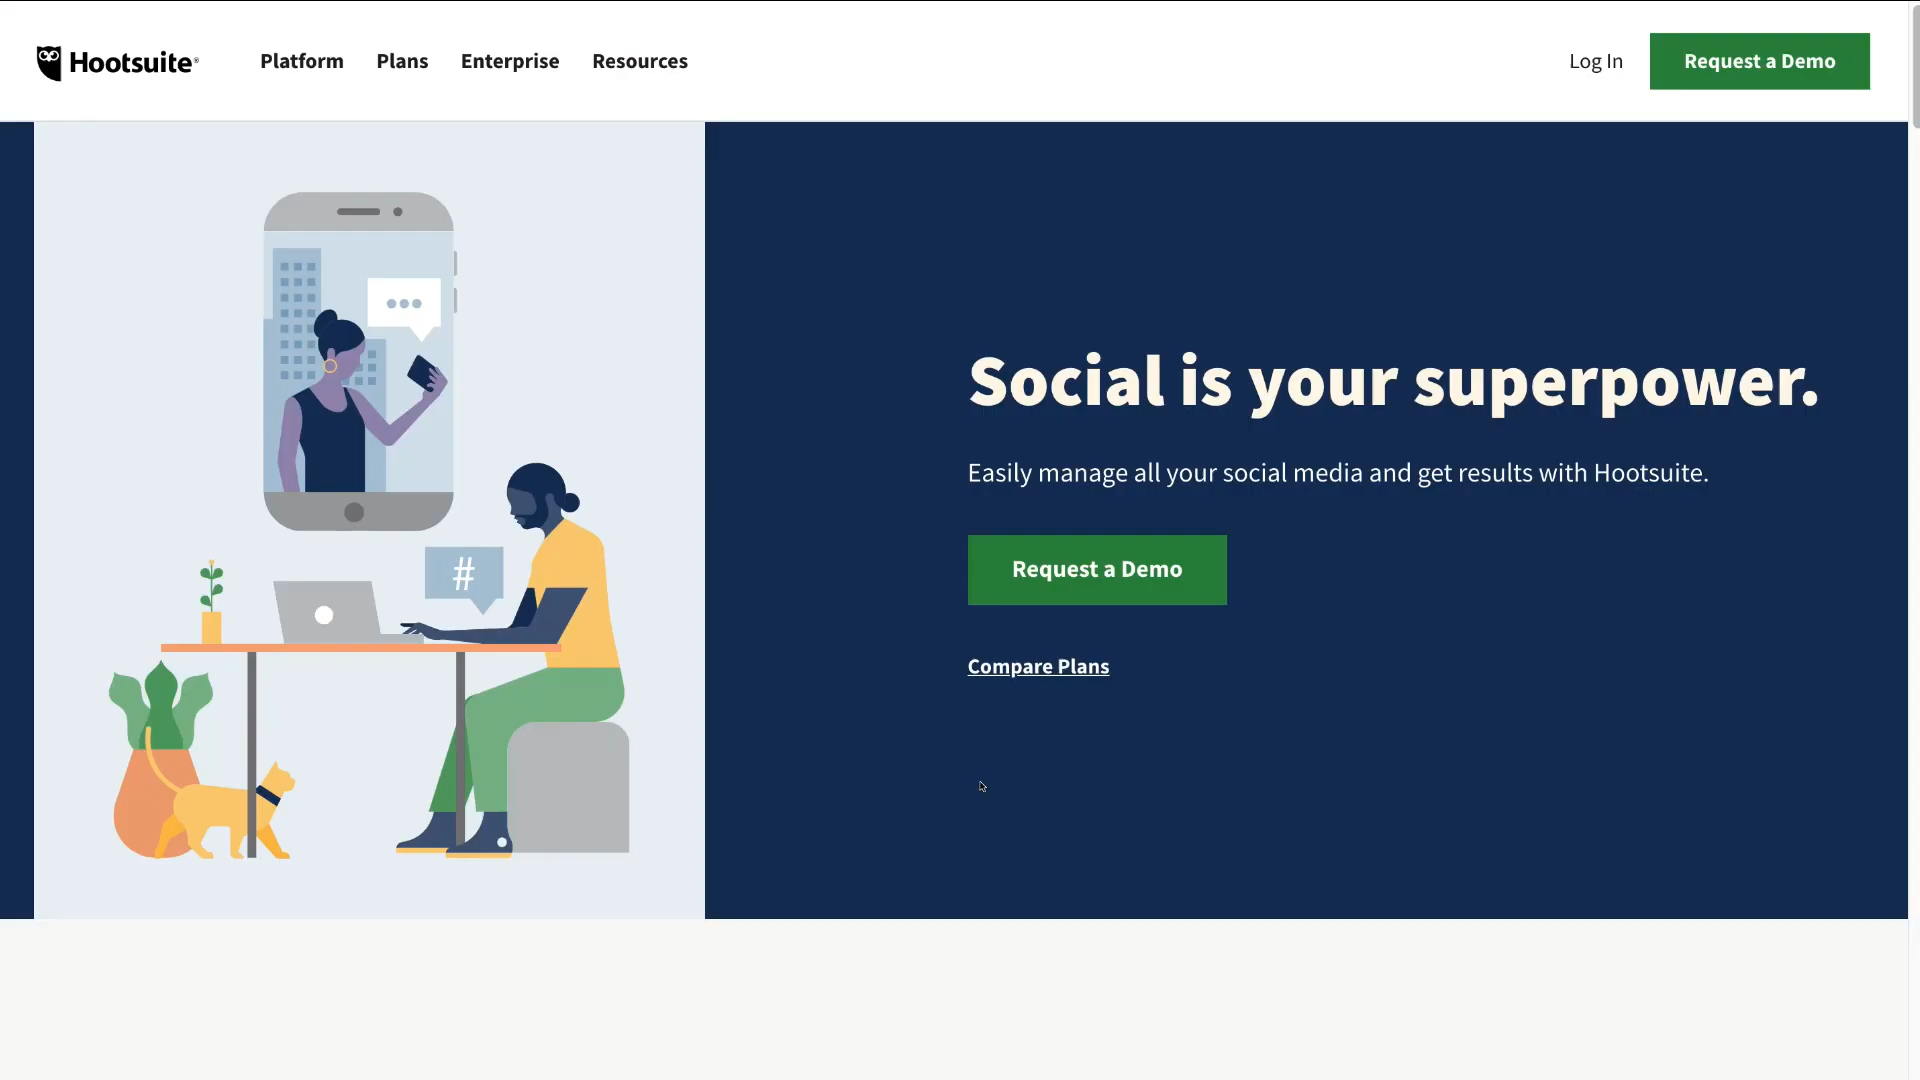 Hootsuite®
Platform
Plans
Enterprise
Resources
Log In
Request a Demo
#
Social is your superpower.
Easily manage all your social media and get results with Hootsuite.
Request a Demo
Compare Plans